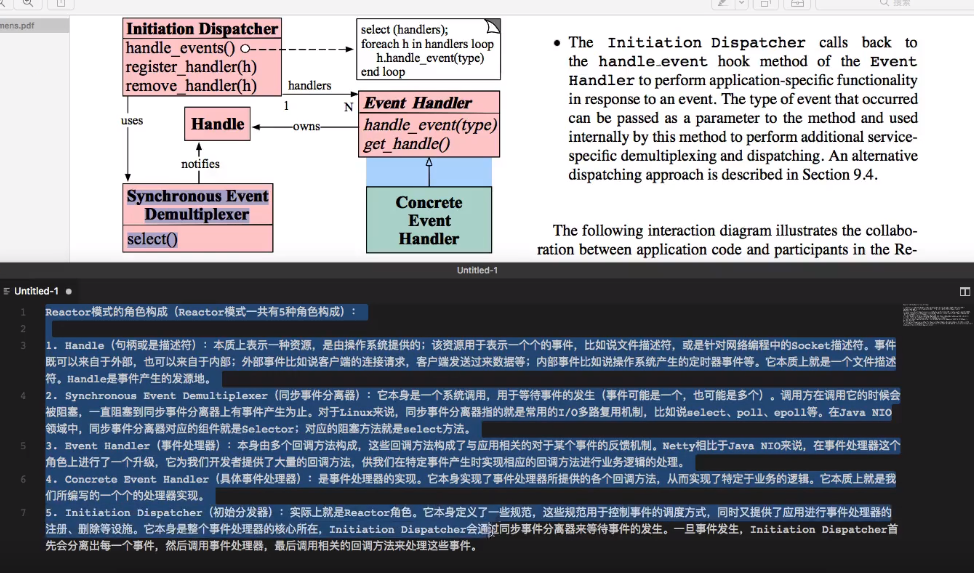 mens.pdf
搜索
Initiation Dispatcher
handle_events()
register_handler(h)
remove_handler(h)
select (handlers);
foreach h in handlers loop
h.handle_event(type)
end loop
handlers
1
N
uses
Handle
owns
Event Handler
handle_event(type)
get_handle()
notifies
Synchronous Event
Demultiplexer
select()
Concrete
Event
Handler
• The Initiation Dispatcher calls back to
the handle_event hook method of the Event
Handler to perform application-specific functionality
in response to an event. The type of event that occurred
can be passed as a parameter to the method and used
internally by this method to perform additional service-
specific demultiplexing and dispatching. An alternative
dispatching approach is described in Section 9.4.
The following interaction diagram illustrates the collabo-
ration between application code and participants in the Re-
Untitled-1
Untitled-1
1 Reactor模式的角色构成（Reactor模式一共有5种角色构成）：
2
3 1. Handle（句柄或是描述符）：本质上表示一种资源，是由操作系统提供的；该资源用于表示一个个的事件，比如说文件描述符，或是针对网络编程中的Socket描述符。事件
既可以来自于外部，也可以来自于内部；外部事件比如说客户端的连接请求，客户端发送过来数据等；内部事件比如说操作系统产生的定时器事件等。它本质上就是一个文件描述
符。Handle是事件产生的发源地。
4 2. Synchronous Event Demultiplexer（同步事件分离器）：它本身是一个系统调用，用于等待事件的发生（事件可能是一个，也可能是多个）。调用方在调用它的时候会
被阻塞，一直阻塞到同步事件分离器上有事件产生为止。对于Linux来说，同步事件分离器指的就是常用的I/O多路复用机制，比如说select、poll、epoll等。在Java NIO
领域中，同步事件分离器对应的组件就是Selector；对应的阻塞方法就是select方法。
5 3. Event Handler（事件处理器）：本身由多个回调方法构成，这些回调方法构成了与应用相关的对于某个事件的反馈机制。Netty相比于Java NIO来说，在事件处理器这个
角色上进行了一个升级，它为我们开发者提供了大量的回调方法，供我们在特定事件产生时实现相应的回调方法进行业务逻辑的处理。
6 4. Concrete Event Handler（具体事件处理器）：是事件处理器的实现。它本身实现了事件处理器所提供的各个回调方法，从而实现了特定于业务的逻辑。它本质上就是我
们所编写的一个个的处理器实现。
7 5. Initiation Dispatcher（初始分发器）：实际上就是Reactor角色。它本身定义了一些规范，这些规范用于控制事件的调度方式，同时又提供了应用进行事件处理器的
注册、删除等设施。它本身是整个事件处理器的核心所在，Initiation Dispatcher会通过同步事件分离器来等待事件的发生。一旦事件发生，Initiation Dispatcher首
先会分离出每一个事件，然后调用事件处理器，最后调用相关的回调方法来处理这些事件。